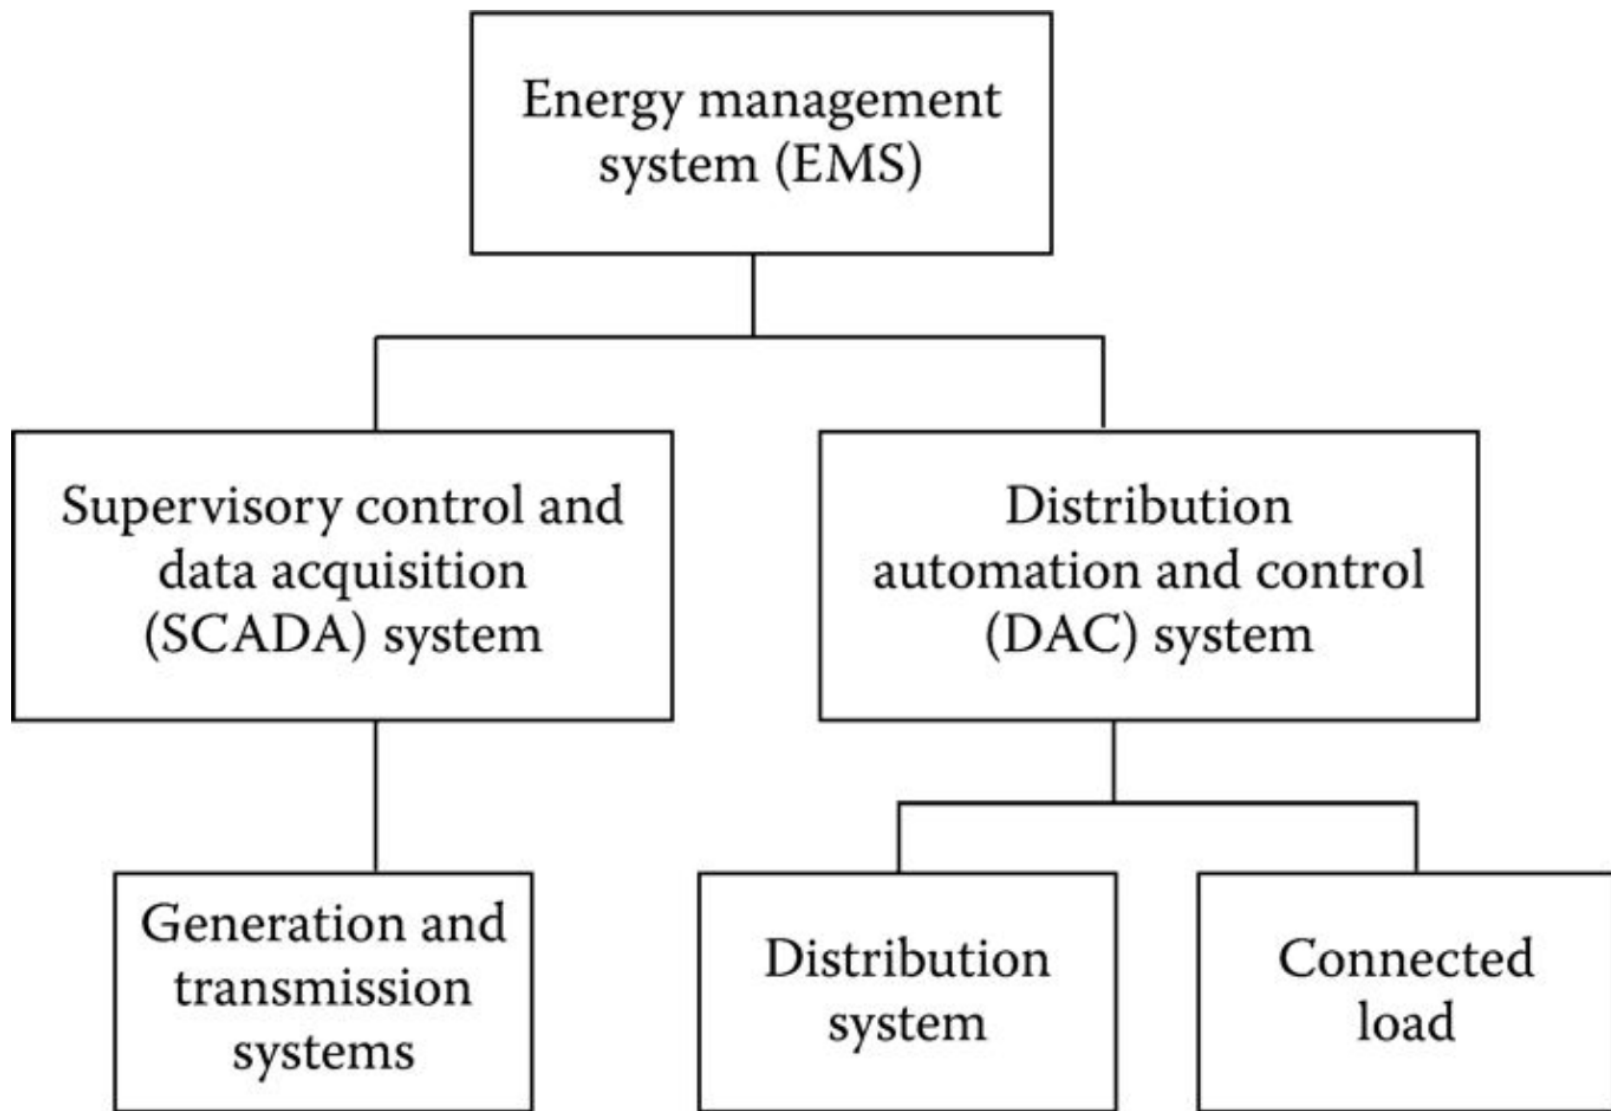 Energy management
system (EMS)
Supervisory control and
data acquisition
(SCADA) system
Distribution
automation and control
(DAC) system
Generation and
transmission
systems
Distribution
system
Connected
load